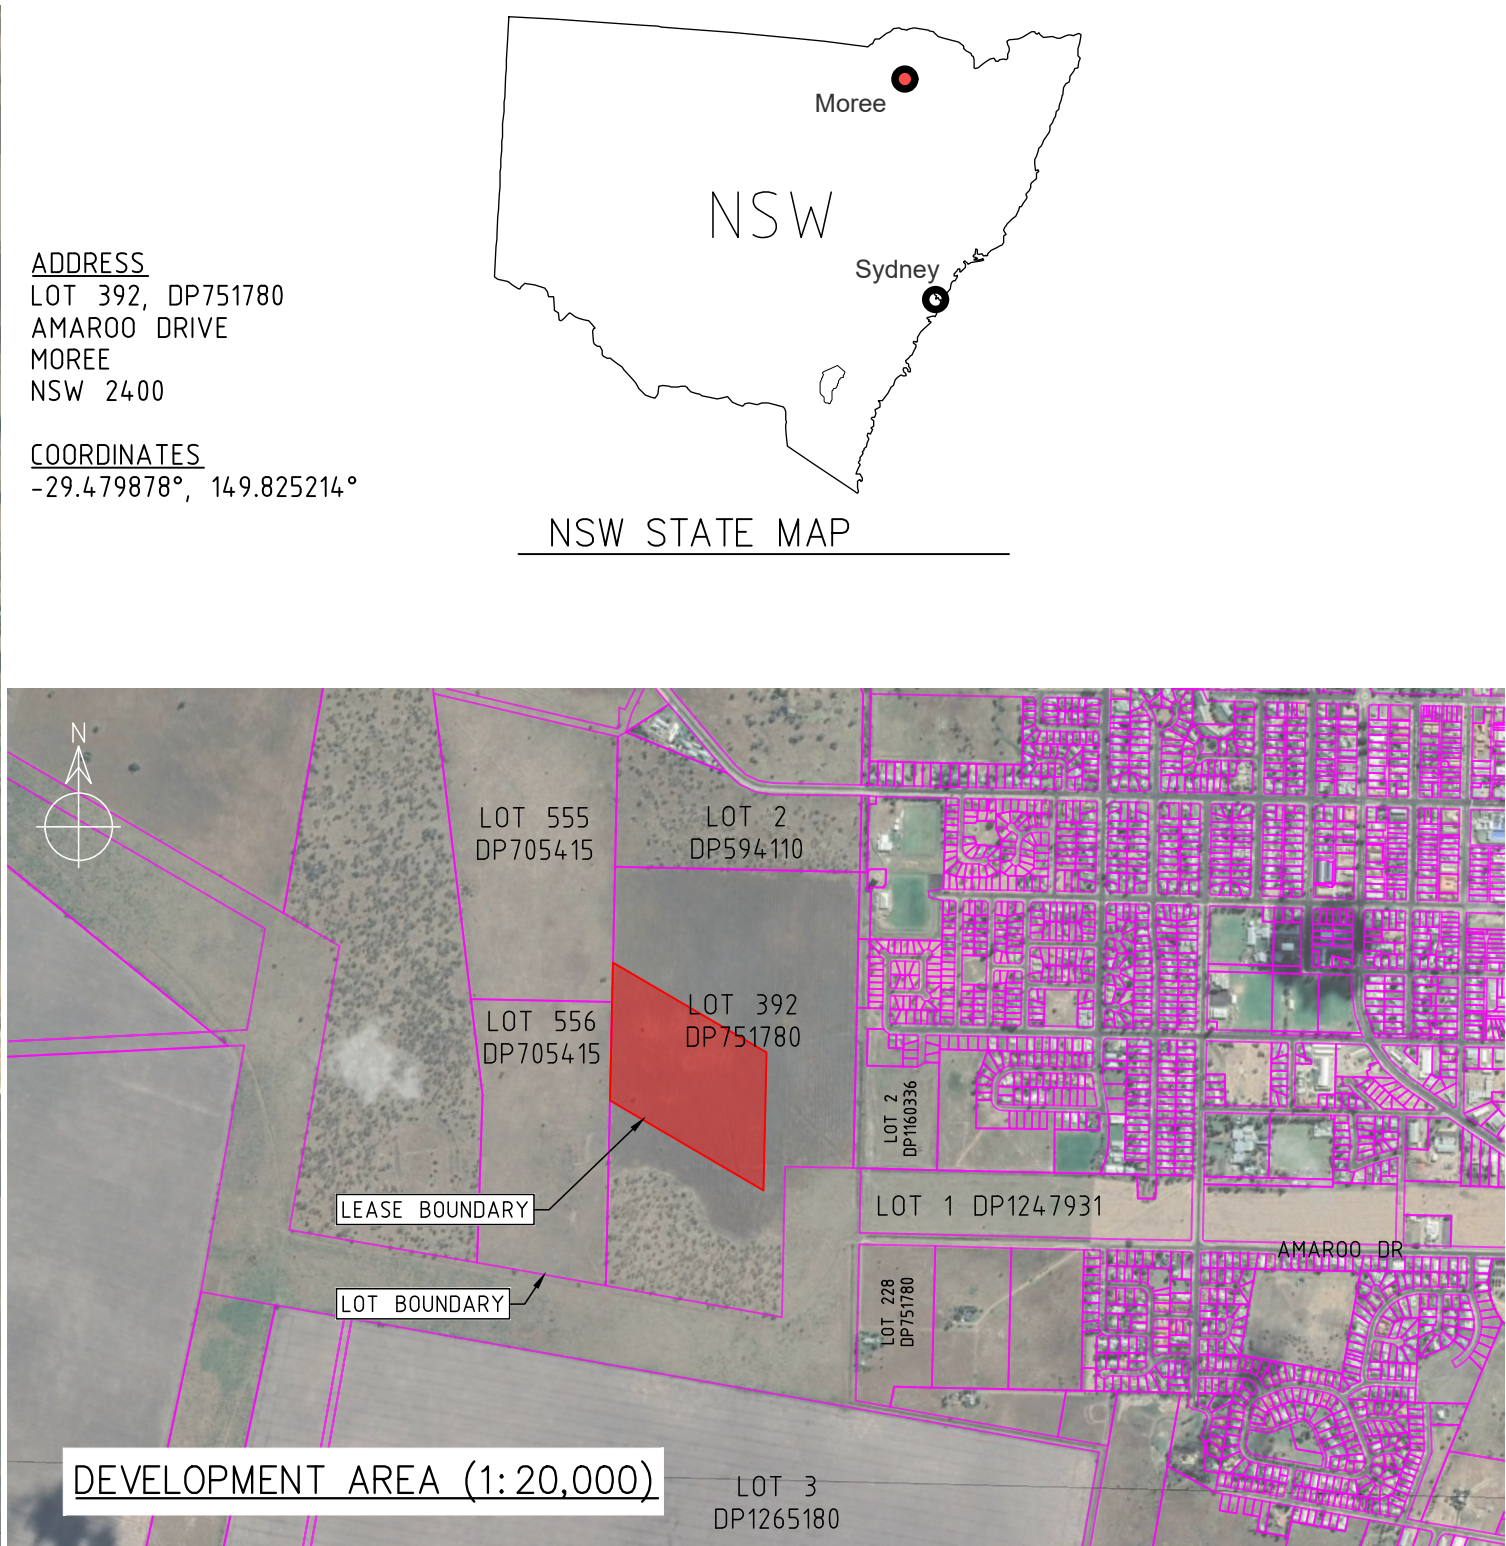 Moree
NSW
Sydney
ADDRESS
LOT 392, DP751780
AMAROO DRIVE
MOREE
NSW 2400
COORDINATES
-29.479878°, 149.825214°
NSW STATE MAP
N
LOT 555
DP705415
LOT 2
DP594110
LOT 392
DP751780
LOT 556
DP705415
LOT 2
DP1160336
LEASE BOUNDARY
LOT 1 DP1247931
AMAROO DR
LOT BOUNDARY
LOT 228
DP751780
DEVELOPMENT AREA (1:20,000)
LOT 3
DP1265180